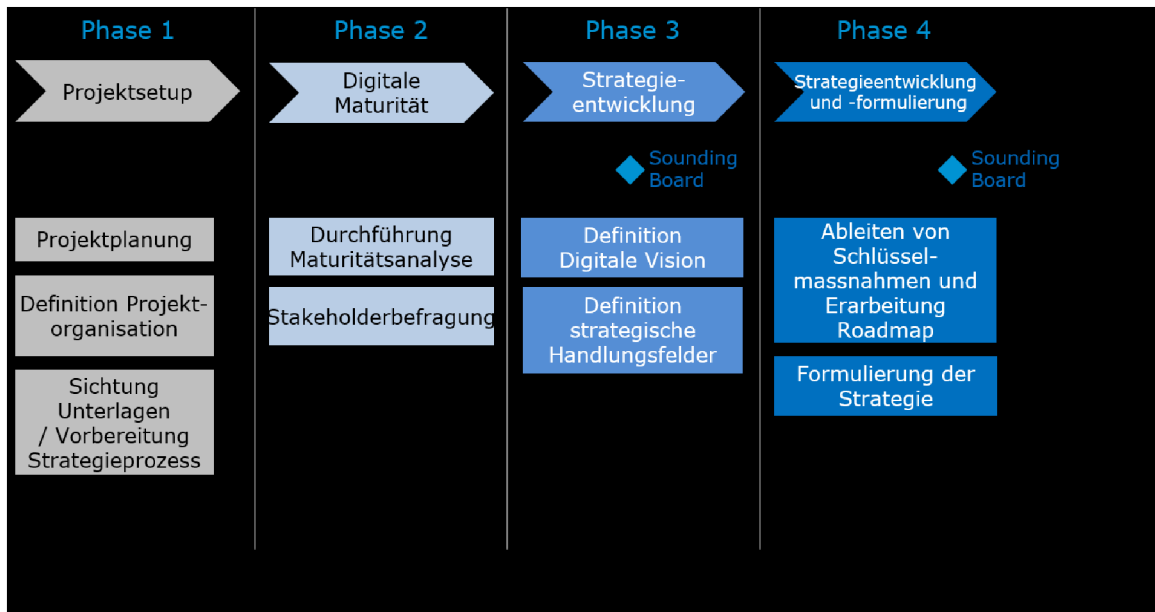 Phase 1
Phase 2
Phase 3
Phase 4
Projektsetup
Digitale
Maturität
Strategie-
entwicklung
Strategieentwicklung
und -formulierung
Sounding
Board
Sounding
Board
Projektplanung
Definition Projekt-
organisation
Sichtung
Unterlagen
/ Vorbereitung
Strategieprozess
Durchführung
Maturitätsanalyse
Stakeholderbefragung
Definition
Digitale Vision
Definition
strategische
Handlungsfelder
Ableiten von
Schlüssel-
massnahmen und
Erarbeitung
Roadmap
Formulierung der
Strategie